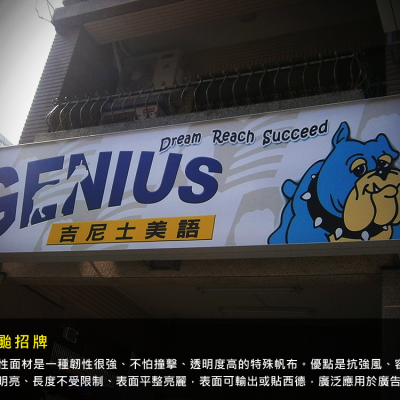 Dream Reach Succeed
GENIUS
吉尼士美語
颱招牌
性面材是一種韌性很強、不怕撞擊、透明度高的特殊帆布。優點是抗強風、容
明亮、長度不受限制、表面平整亮麗，表面可輸出或貼西德，廣泛應用於廣告